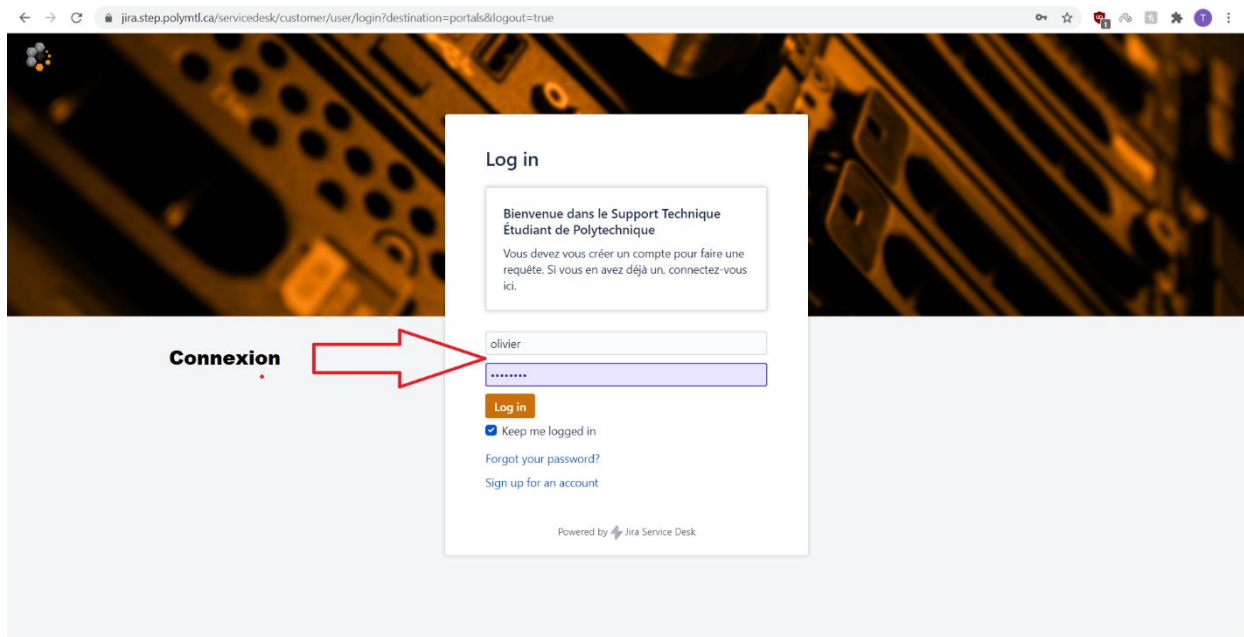 jira.step.polymtl.ca/servicedesk/customer/user/login?destination=portals&logout=true
T
Log in
Bienvenue dans le Support Technique
Étudiant de Polytechnique
Vous devez vous créer un compte pour faire une
requête. Si vous en avez déjà un, connectez-vous
ici.
olivier
Connexion
••••••••
Log in
Keep me logged in
Forgot your password?
Sign up for an account
Powered by Jira Service Desk